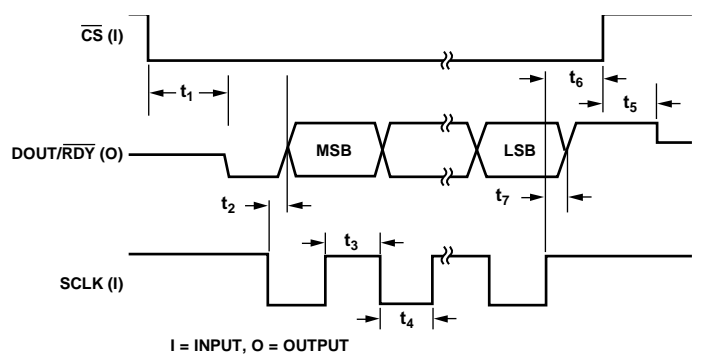 CS (I)
t6
t1
t5
DOUT/RDY (O)
MSB
LSB
t2
t7
t3
SCLK (I)
t4
I = INPUT, O = OUTPUT